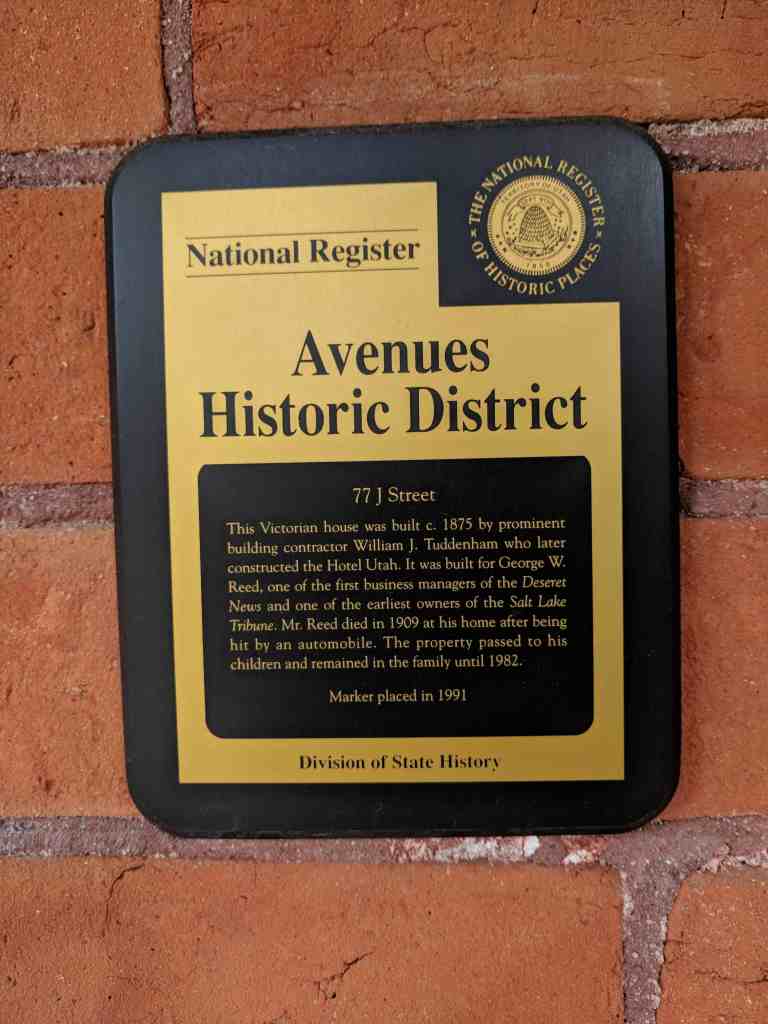 THE NATIONAL REGISTER
OF HISTORIC PLACES
TERRITORY OF UTAH
1850
National Register
Avenues
Historic District
77 J Street
This Victorian house was built c. 1875 by prominent
building contractor William J. Tuddenham who later
constructed the Hotel Utah. It was built for George W.
Reed, one of the first business managers of the Deseret
News and one of the earliest owners of the Salt Lake
Tribune. Mr. Reed died in 1909 at his home after being
hit by an automobile. The property passed to his
children and remained in the family until 1982.
Marker placed in 1991
Division of State History